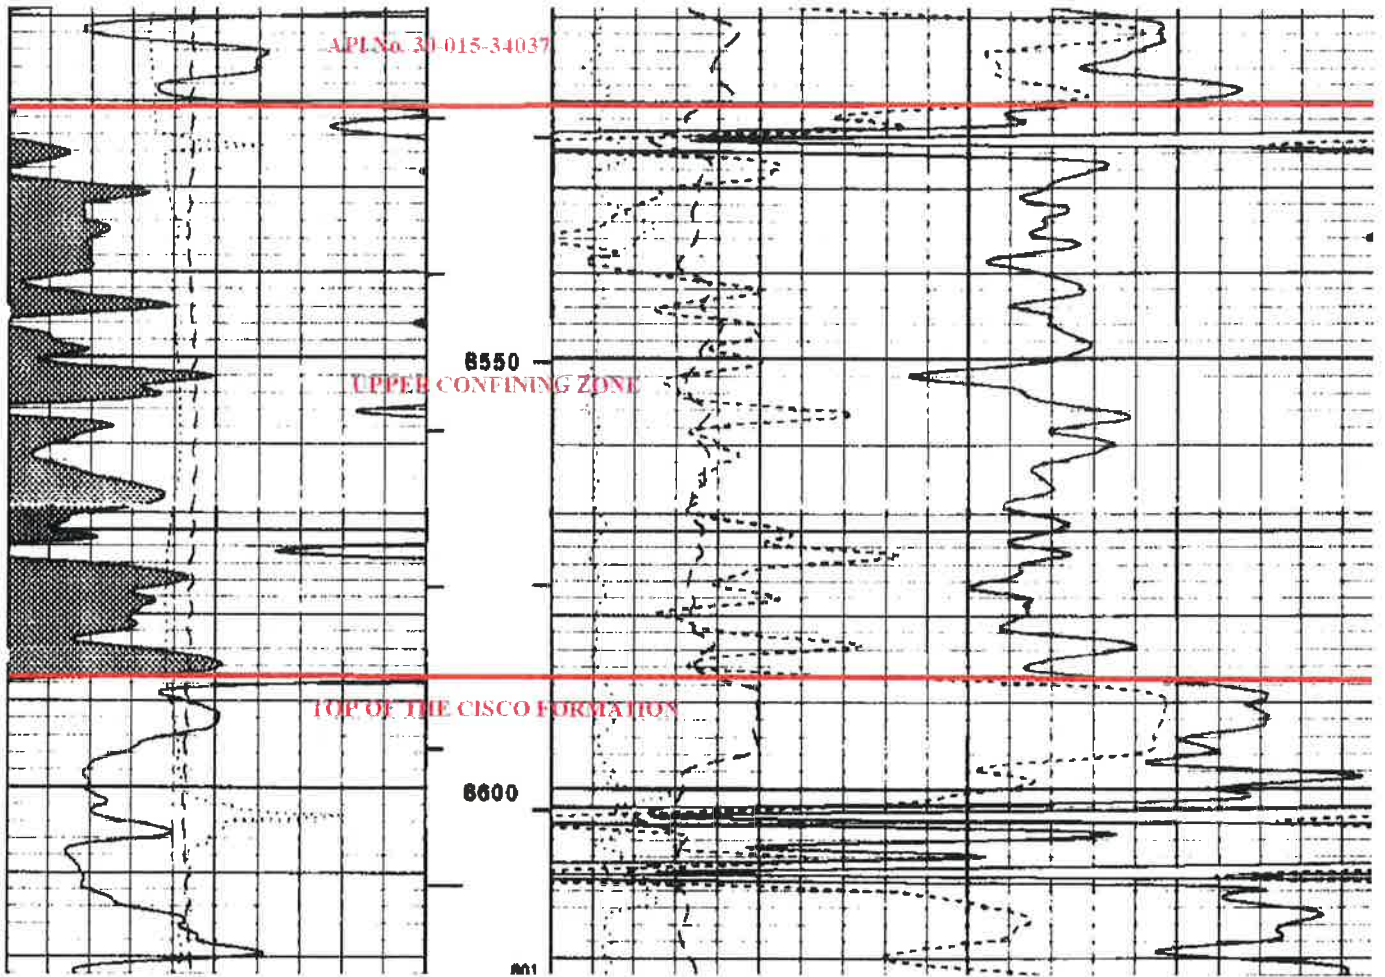 API No. 30-015-34037
8550
UPPER CONFINING ZONE
TOP OF THE CISCO FORMATION
8600